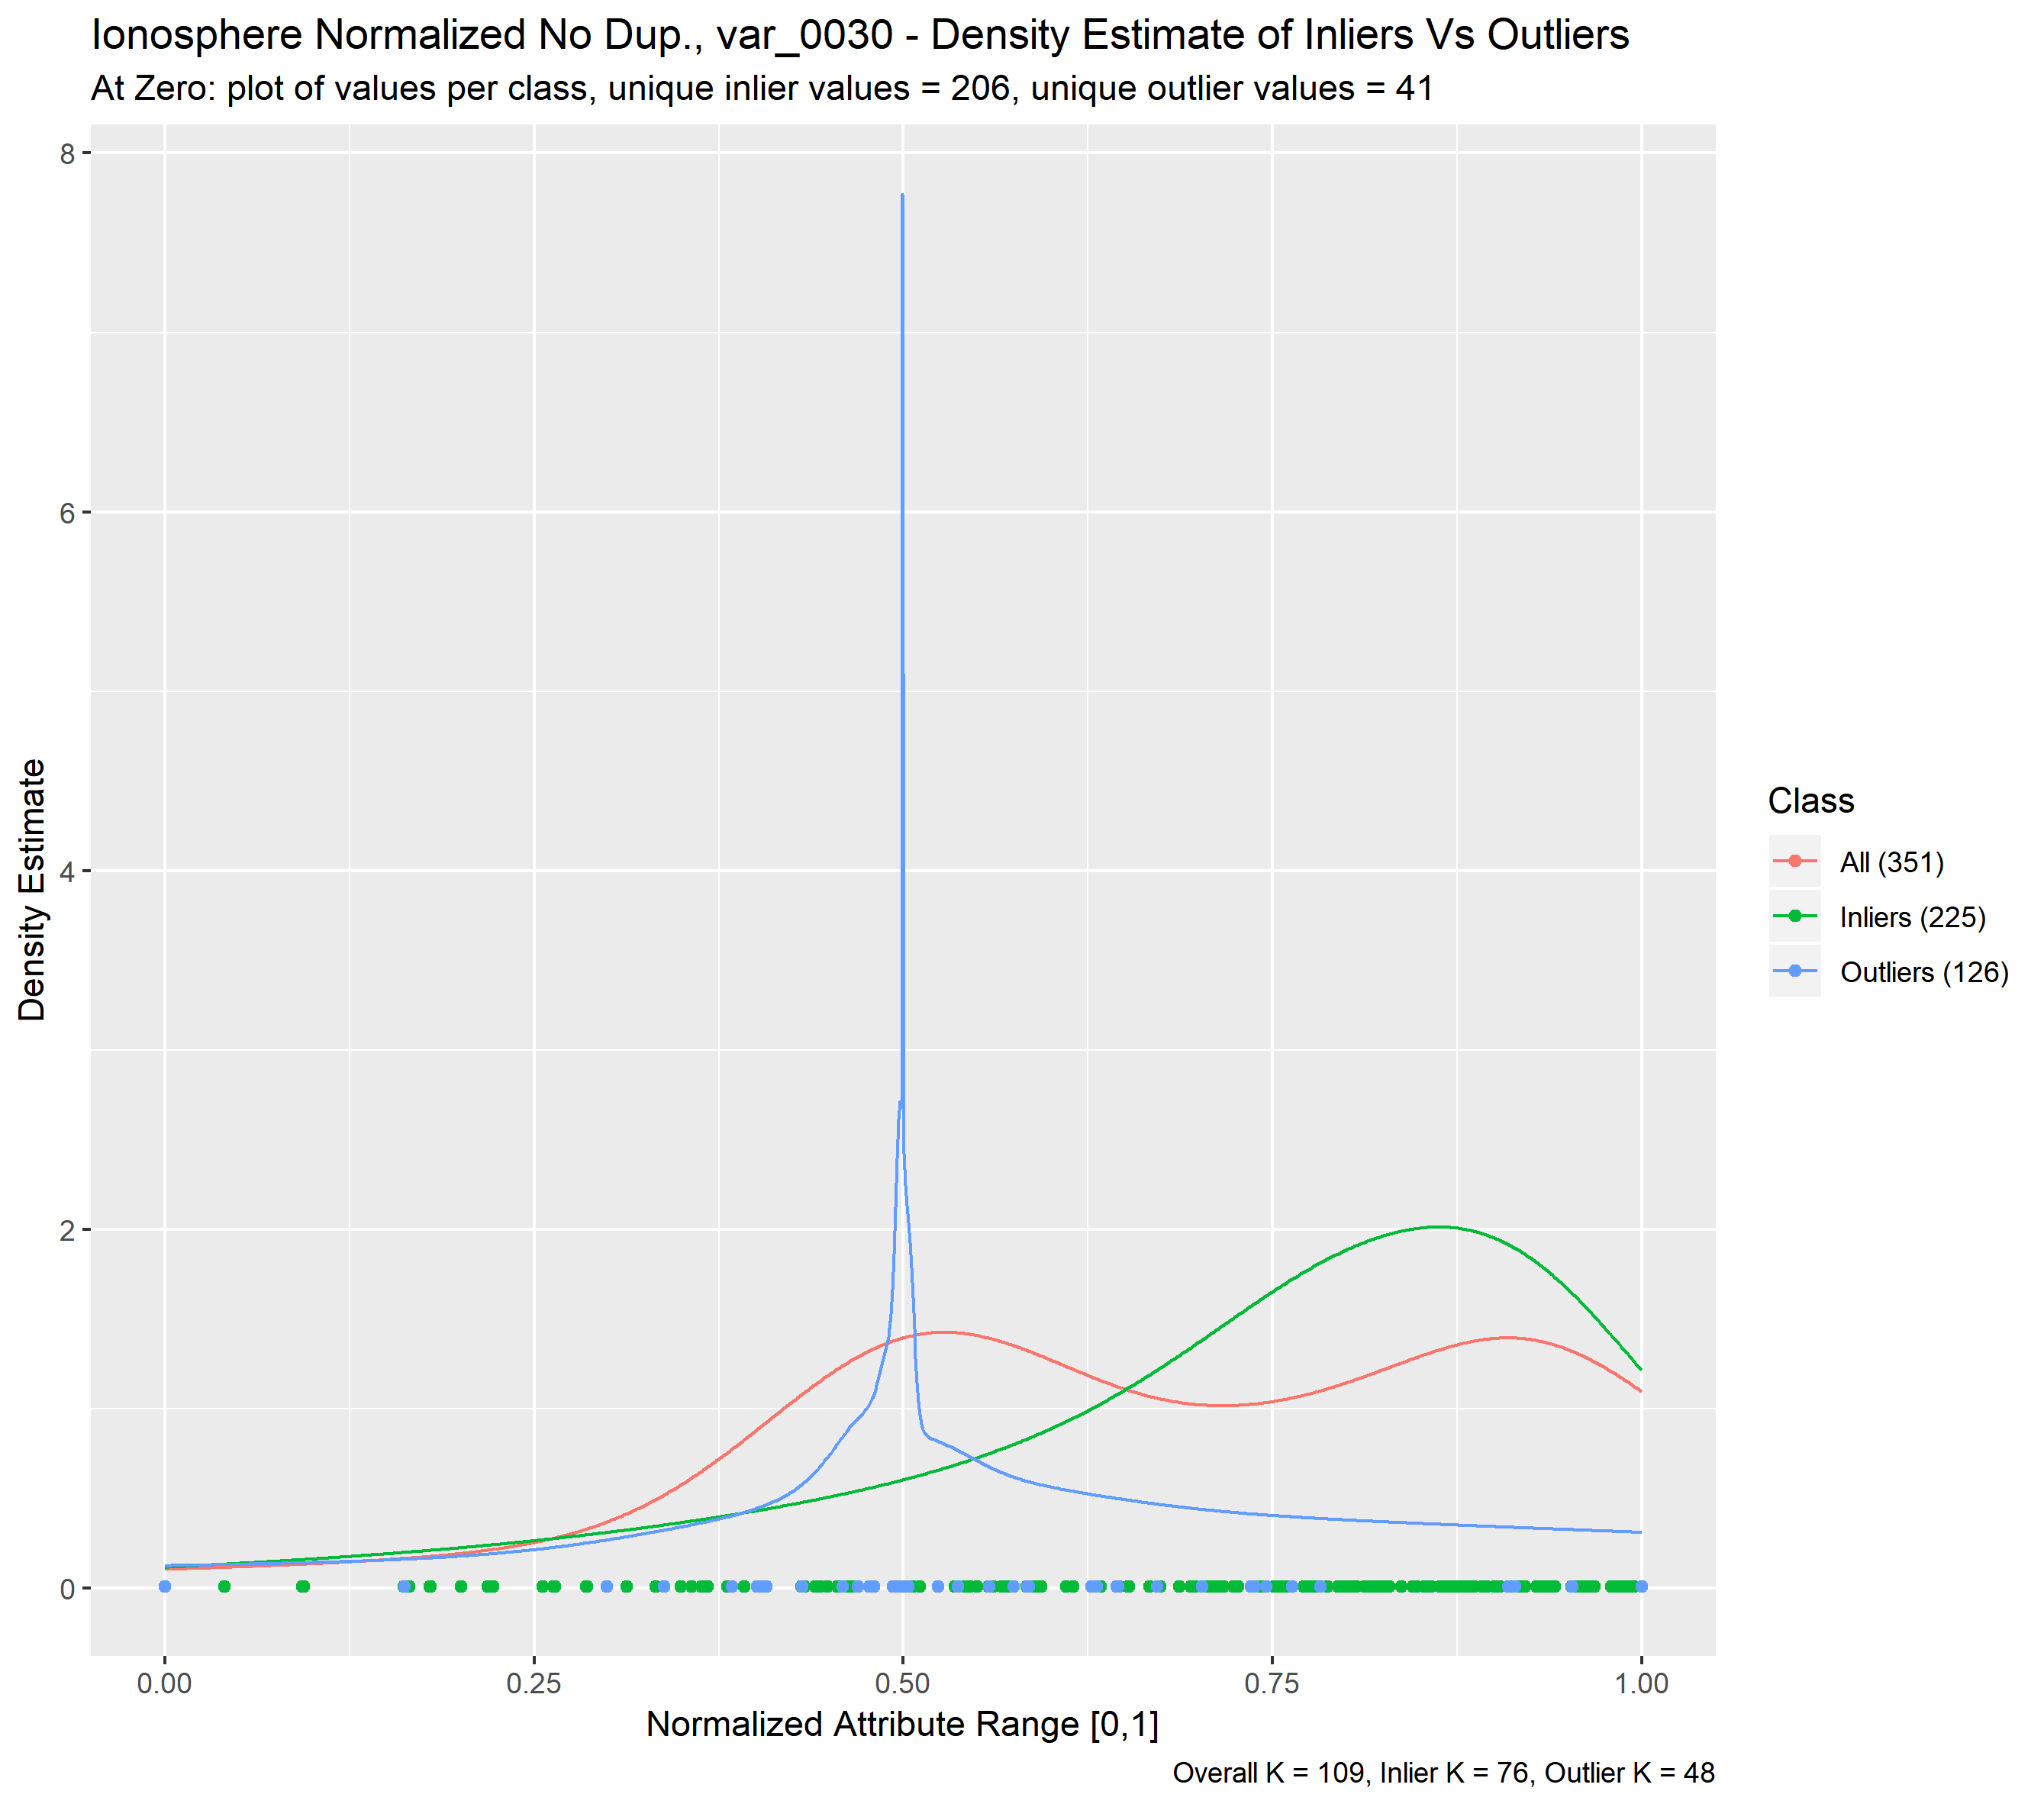 Ionosphere Normalized No Dup., var_0030 - Density Estimate of Inliers Vs Outliers
At Zero: plot of values per class, unique inlier values = 206, unique outlier values = 41
8
6
4
2
0
Density Estimate
0.00 0.25 0.50 0.75 1.00
Normalized Attribute Range [0,1]
Overall K = 109, Inlier K = 76, Outlier K = 48
Class
All (351)
Inliers (225)
Outliers (126)